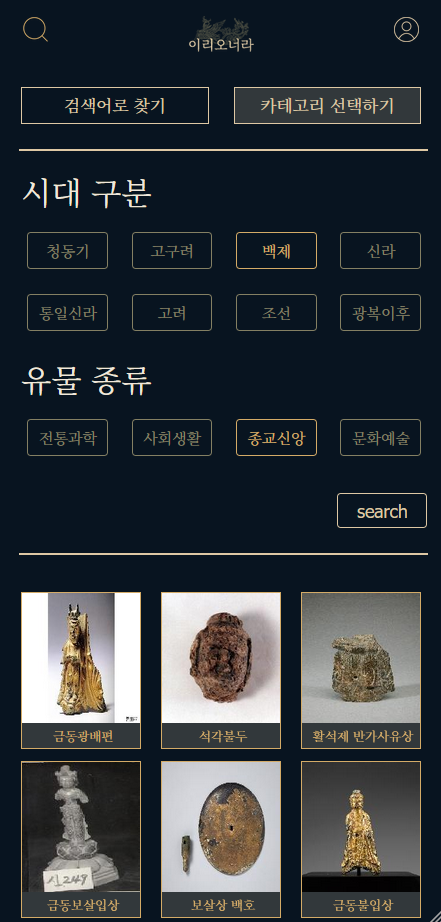 이리오너라
검색어로 찾기 카테고리 선택하기
시대 구분
청동기 고구려 백제 신라
통일신라 고려 조선 광복이후
유물 종류
전통과학 사회생활 종교신앙 문화예술
search
금동광배편 석각불두 활석제 반가사유상
신249
금동보살입상 보살상 백호 금동불입상